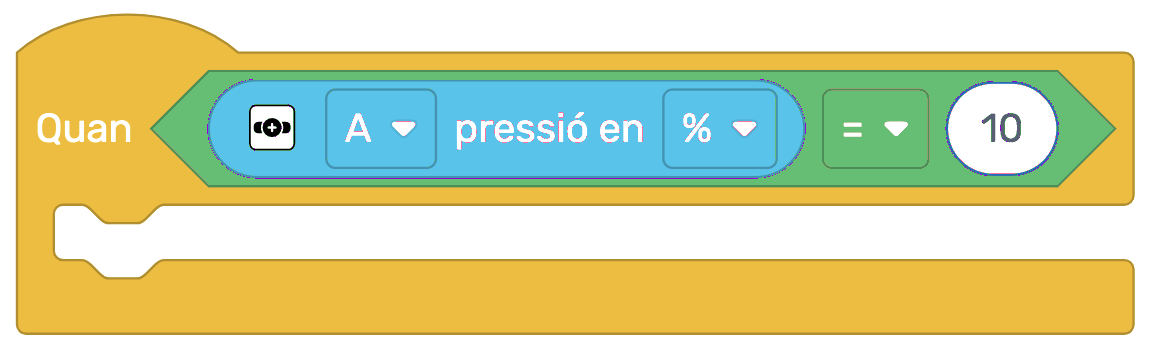 Quan A pressió en % = 10